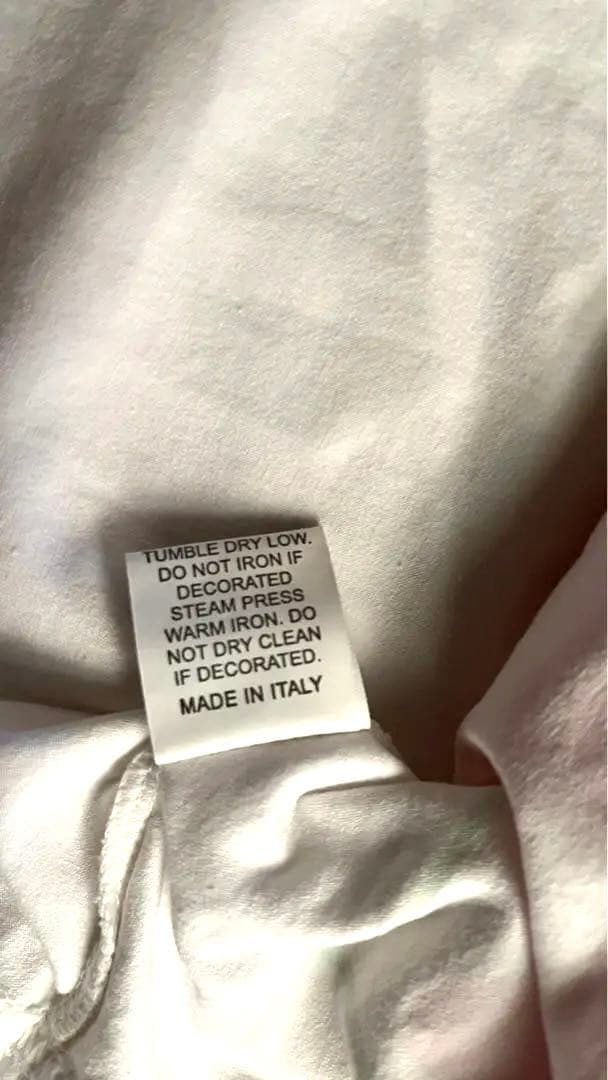 TUMBLE DRY LOW.
DO NOT IRON IF
DECORATED
STEAM PRESS
WARM IRON. DO
NOT DRY CLEAN
IF DECORATED.
MADE IN ITALY